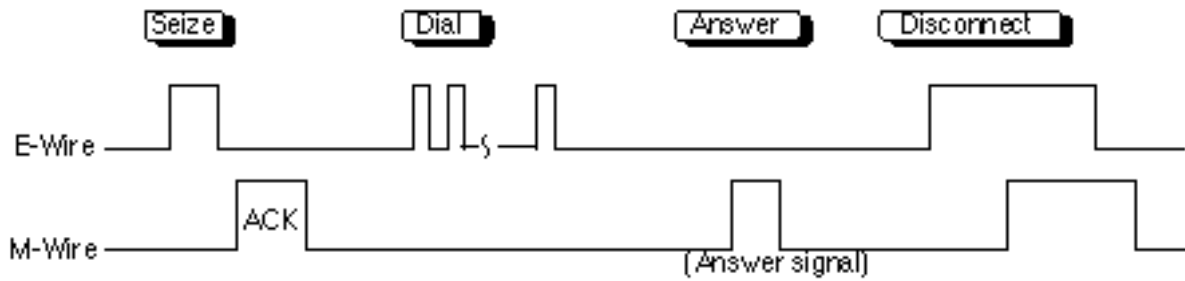 Seize
Dial
Answer
Disconnect
E-Wire
ACK
M-Wire
(Answer signal)